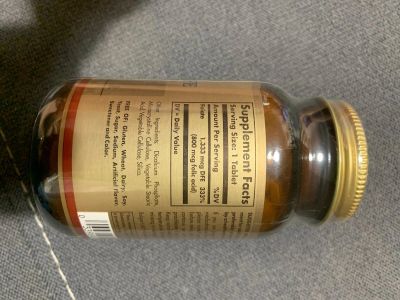 Supplement Facts
Serving Size: 1 Tablet
Amount Per Serving %DV
Folate 1,333 mcg DFE 333%
(800 mcg folic acid)
DV = Daily Value
Other Ingredients: Dicalcium Phosphate,
Microcrystalline Cellulose, Vegetable Stearic
Acid, Vegetable Cellulose, Silica.
FREE OF: Gluten, Wheat, Dairy, Soy,
Yeast, Sugar, Sodium, Artificial Flavor,
Sweetener and Color.